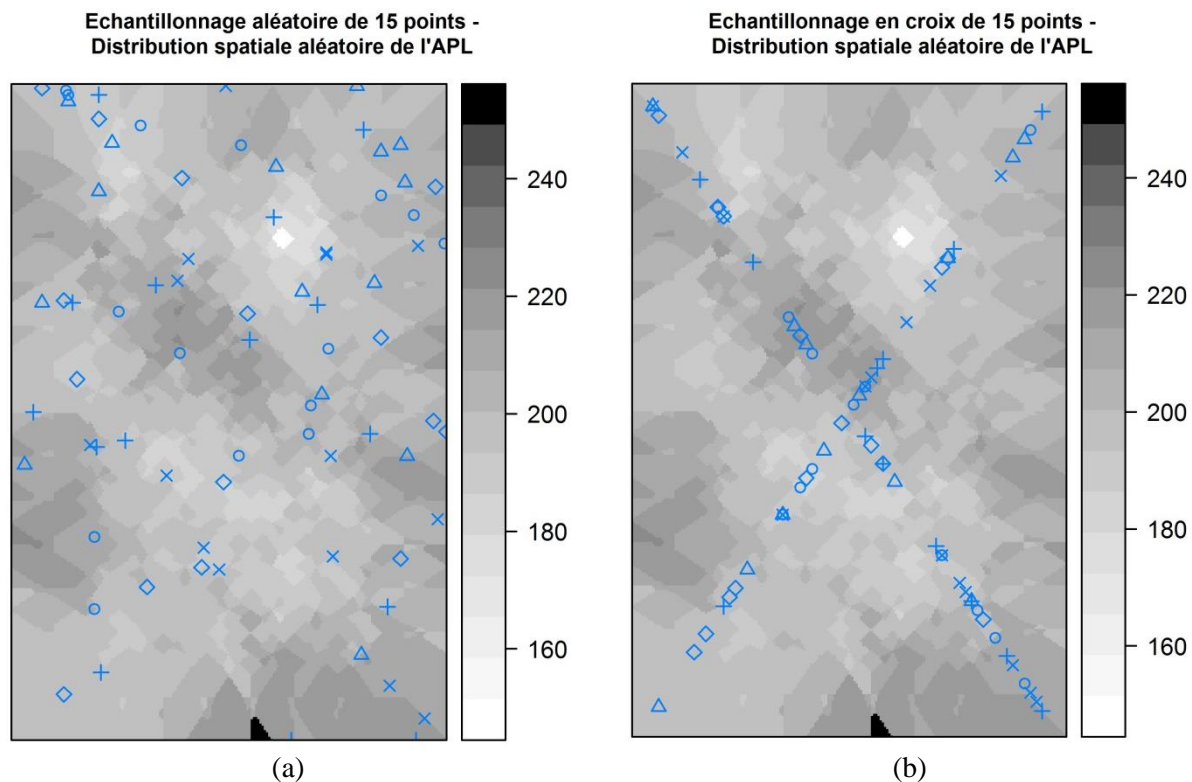 Echantillonnage aléatoire de 15 points -
Distribution spatiale aléatoire de l'APL
240
220
200
180
160
(a)
Echantillonnage en croix de 15 points -
Distribution spatiale aléatoire de l'APL
240
220
200
180
160
(b)